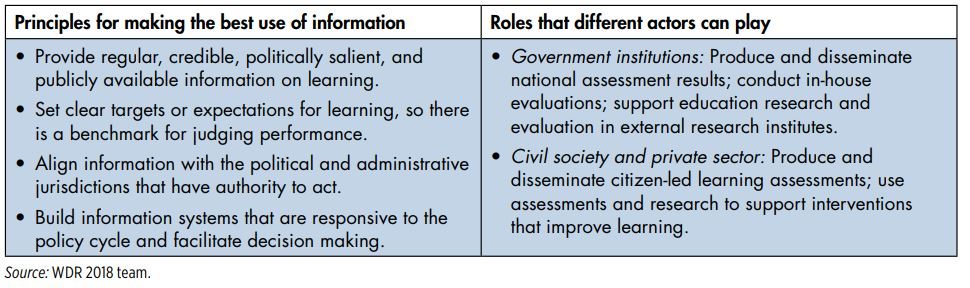 Principles for making the best use of information
• Provide regular, credible, politically salient, and
publicly available information on learning.
• Set clear targets or expectations for learning, so there
is a benchmark for judging performance.
• Align information with the political and administrative
jurisdictions that have authority to act.
• Build information systems that are responsive to the
policy cycle and facilitate decision making.
Roles that different actors can play
• Government institutions: Produce and disseminate
national assessment results; conduct in-house
evaluations; support education research and
evaluation in external research institutes.
• Civil society and private sector: Produce and
disseminate citizen-led learning assessments; use
assessments and research to support interventions
that improve learning.
Source: WDR 2018 team.